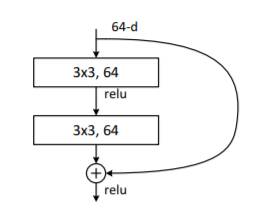 64-d
3x3, 64
relu
3x3, 64
+
relu